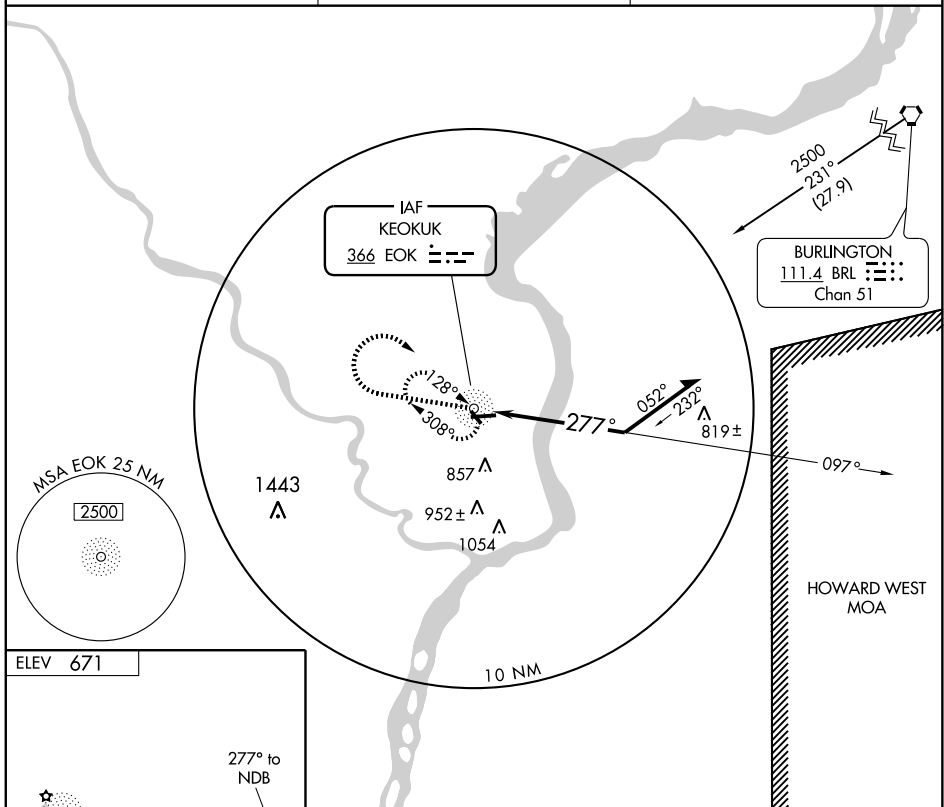 2500
231°
(27.9)
IAF
KEOKUK
366 EOK
BURLINGTON
111.4 BRL
Chan 51
128°
308°
277°
052°
232°
819±
097°
857
952±
1054
1443
MSA EOK 25 NM
2500
HOWARD WEST
MOA
10 NM
ELEV 671
277° to
NDB